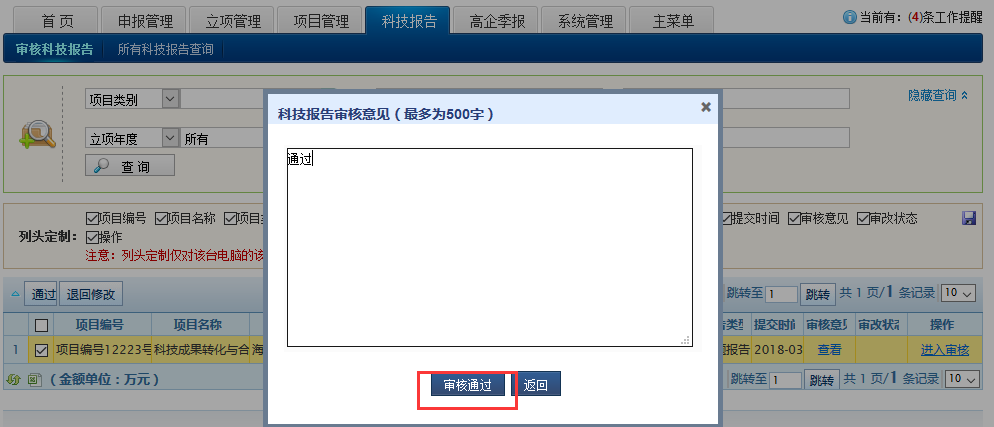 首 页 申报管理 立项管理 项目管理 科技报告 高企季报 系统管理 主菜单 当前有：(4)条工作提醒
审核科技报告 所有科技报告查询
项目类别 隐藏查询
立项年度 所有
查 询
科技报告审核意见（最多为500字）
通过
审核通过 返回
列头定制：
项目编号 项目名称 提交时间 审核意见 审改状态
操作
注意：列头定制仅对该台电脑的该
通过 退回修改 跳转至 1 跳转 共 1 页/1 条记录 10
项目编号 项目名称 提交时间 审核意见 审改状态 操作
1 项目编号12223号 科技成果转化与合 报告 2018-03 查看 进入审核
（金额单位：万元） 跳转至 1 跳转 共 1 页/1 条记录 10